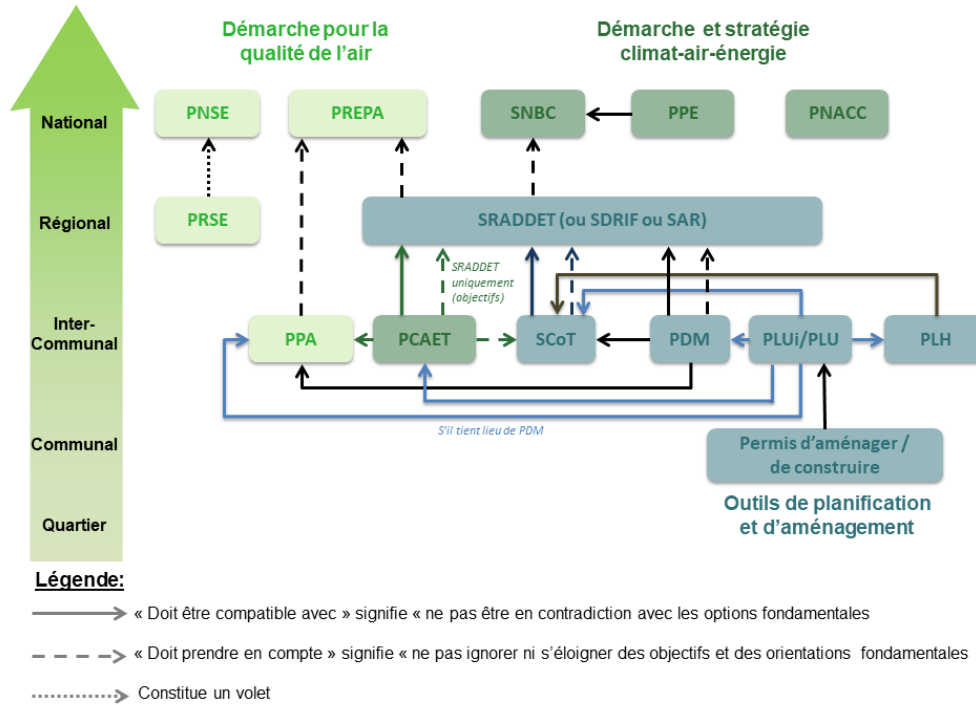 Démarche pour la
qualité de l'air
Démarche et stratégie
climat-air-énergie
National
PNSE
PREPA
SNBC
PPE
PNACC
Régional
PRSE
SRADDET (ou SDRIF ou SAR)
SRADDET
uniquement
(objectifs)
Inter-
Communal
PPA
PCAET
SCoT
PDM
PLUi/PLU
PLH
S'il tient lieu de PDM
Communal
Permis d'aménager /
de construire
Quartier
Outils de planification
et d'aménagement
Légende:
« Doit être compatible avec » signifie « ne pas être en contradiction avec les options fondamentales
« Doit prendre en compte » signifie « ne pas ignorer ni s'éloigner des objectifs et des orientations fondamentales
Constitue un volet